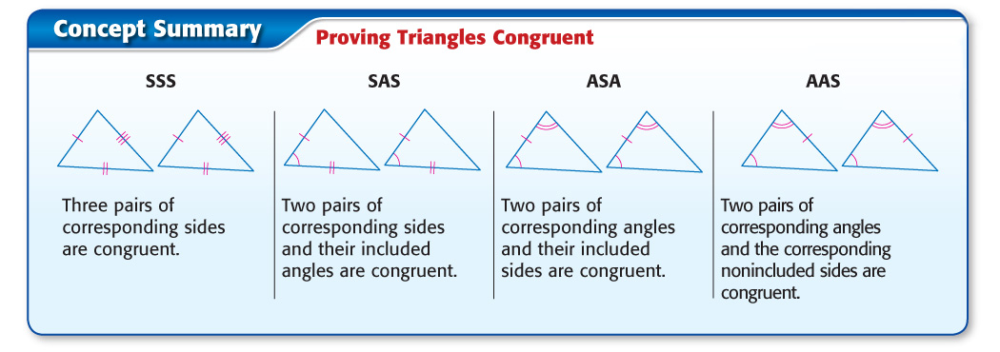 Concept Summary
Proving Triangles Congruent
SSS
Three pairs of
corresponding sides
are congruent.
SAS
Two pairs of
corresponding sides
and their included
angles are congruent.
ASA
Two pairs of
corresponding angles
and their included
sides are congruent.
AAS
Two pairs of
corresponding angles
and the corresponding
nonincluded sides are
congruent.